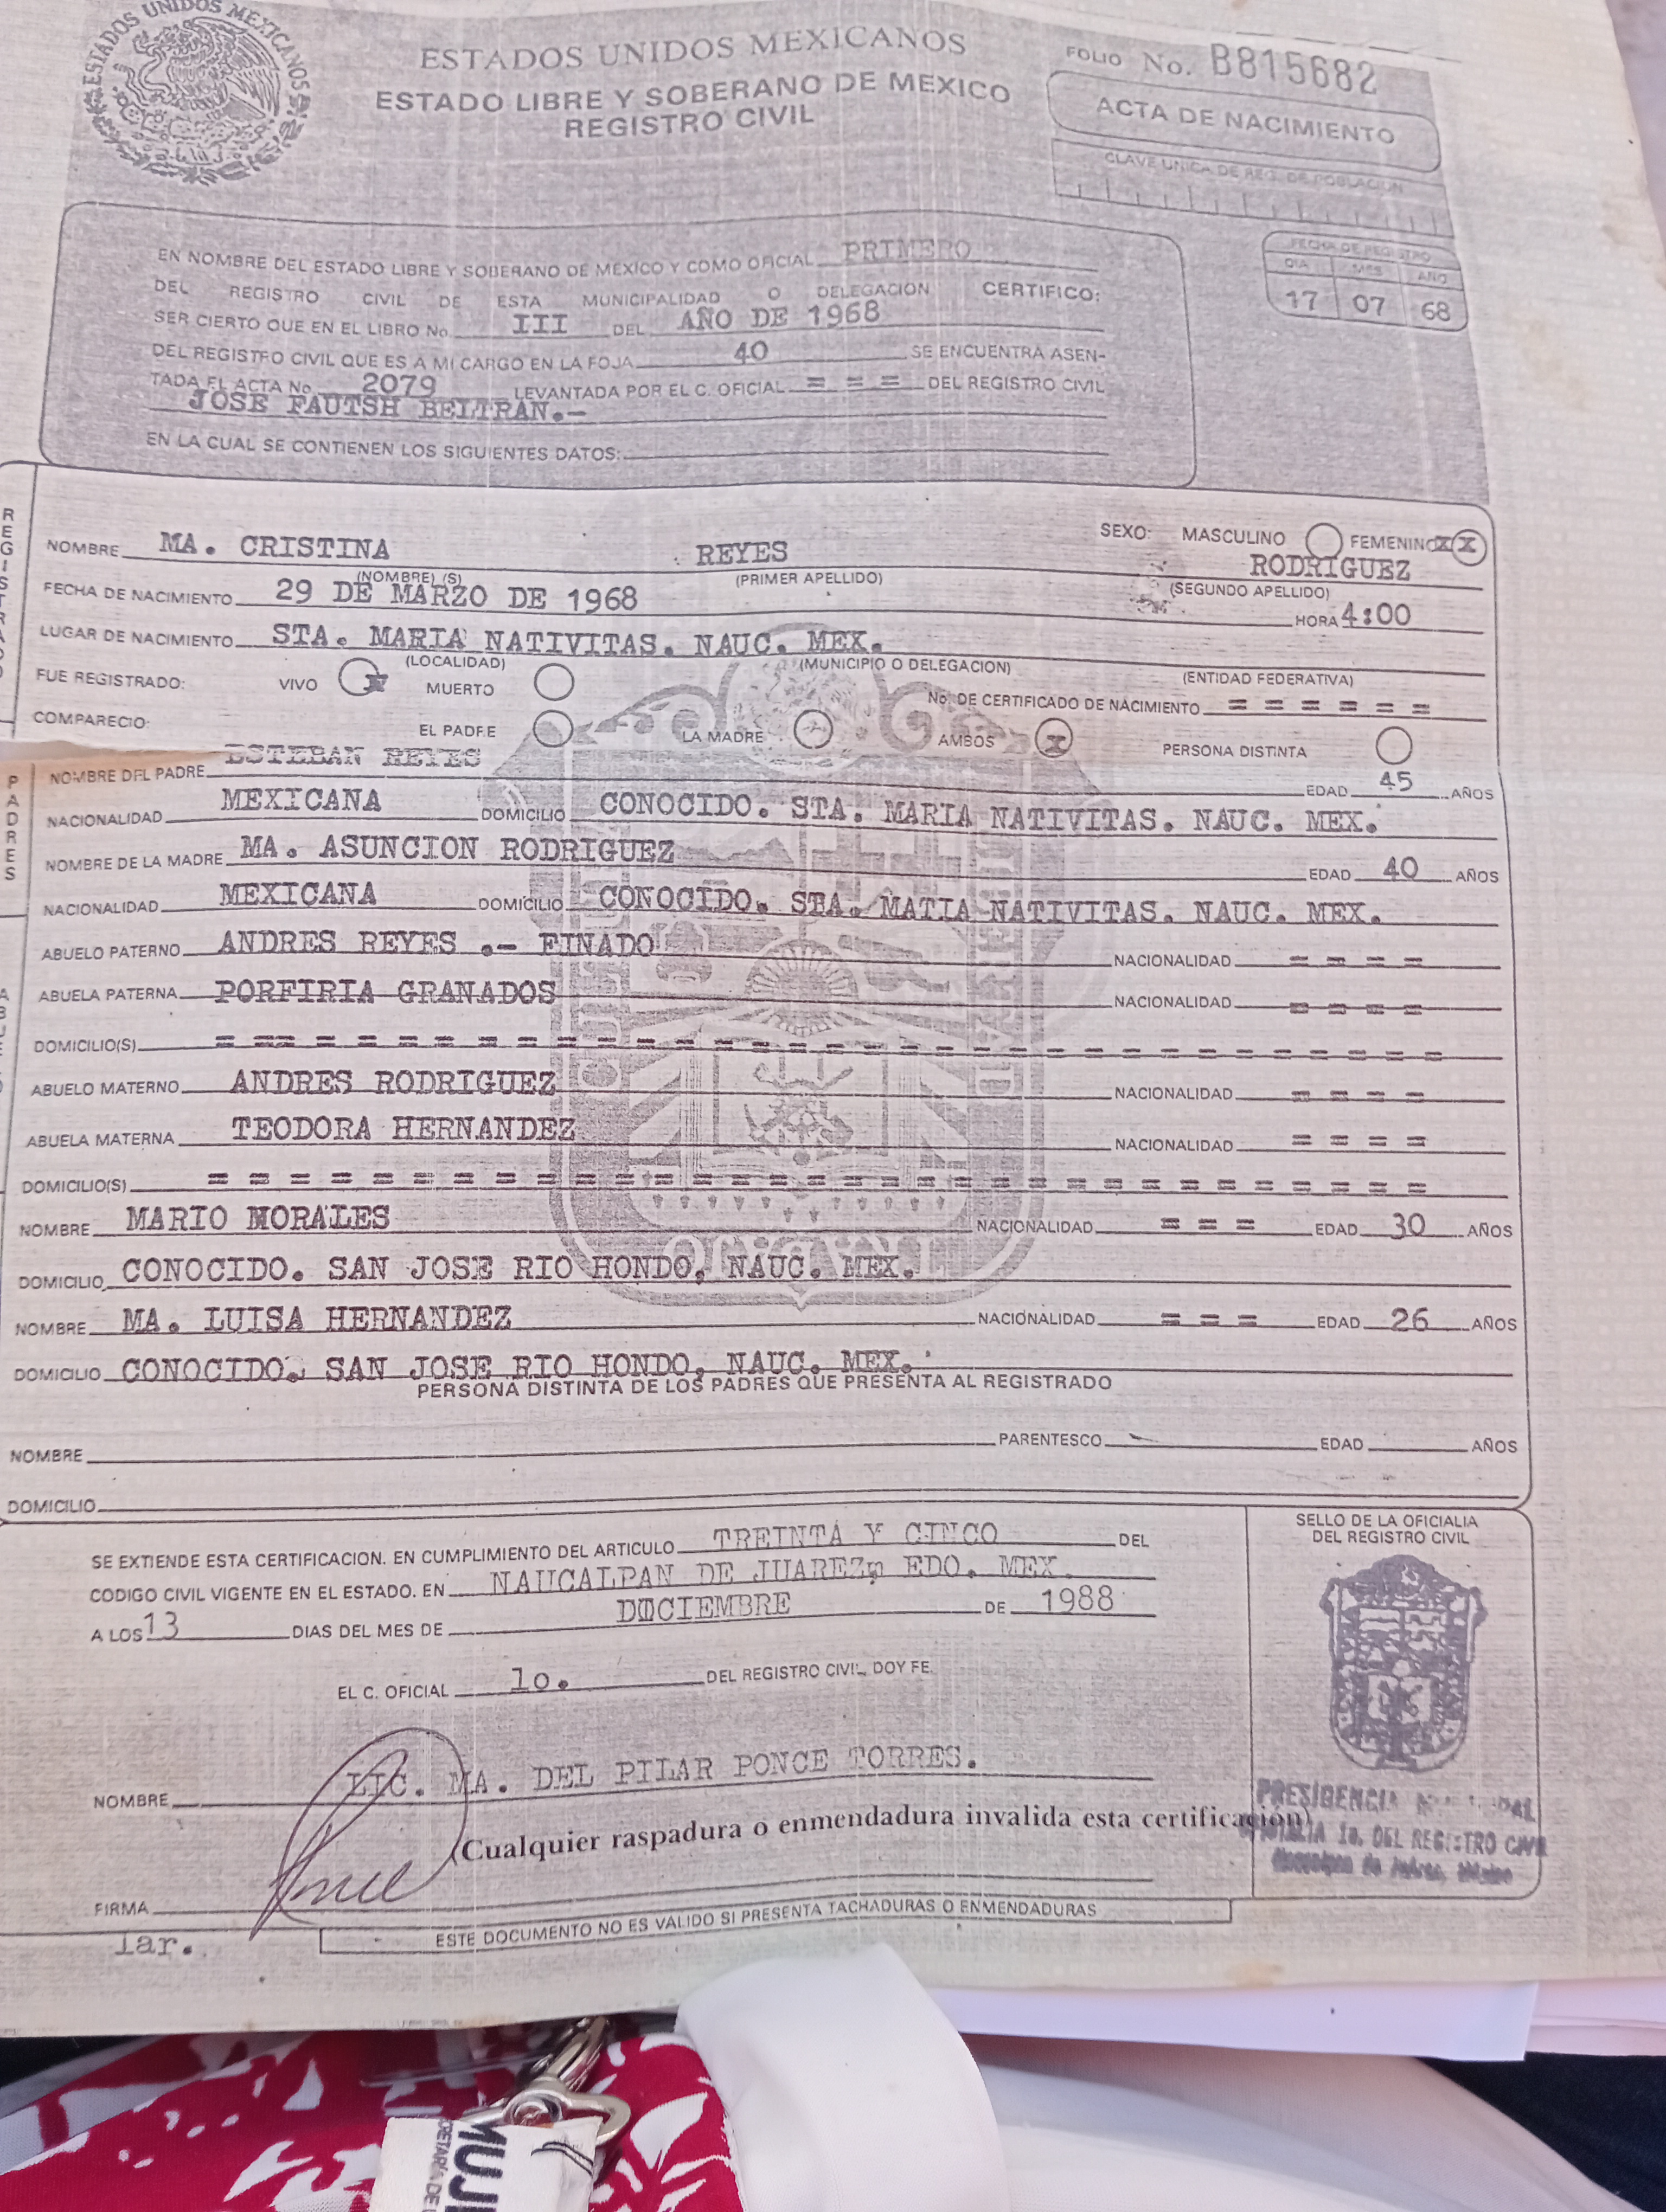 ESTADOS UNIDOS MEXICANOS
ESTADOS UNIDOS MEXICANOS
ESTADO LIBRE Y SOBERANO DE MEXICO
REGISTRO CIVIL
FOLIO No. B815682
ACTA DE NACIMIENTO
CLAVE UNICA DE REG. DE POBLACION
FECHA DE REGISTRO
DIA MES AÑO
17 07 68
EN NOMBRE DEL ESTADO LIBRE Y SOBERANO DE MEXICO Y COMO OFICIAL PRIMERO
DEL REGISTRO CIVIL DE ESTA MUNICIPALIDAD O DELEGACION CERTIFICO:
SER CIERTO QUE EN EL LIBRO No. III DEL AÑO DE 1968
DEL REGISTRO CIVIL QUE ES A MI CARGO EN LA FOJA 40 SE ENCUENTRA ASEN-
TADA EL ACTA No. 2079 LEVANTADA POR EL C. OFICIAL = = = DEL REGISTRO CIVIL
JOSE FAUTSH BELTRAN.-
EN LA CUAL SE CONTIENEN LOS SIGUIENTES DATOS:
SEXO: MASCULINO FEMENINO XX
NOMBRE MA. CRISTINA REYES RODRIGUEZ
(NOMBRE) (S) (PRIMER APELLIDO) (SEGUNDO APELLIDO)
FECHA DE NACIMIENTO 29 DE MARZO DE 1968 HORA 4:00
LUGAR DE NACIMIENTO STA. MARIA NATIVITAS. NAUC. MEX.
(LOCALIDAD) (MUNICIPIO O DELEGACION) (ENTIDAD FEDERATIVA)
FUE REGISTRADO: VIVO X MUERTO No. DE CERTIFICADO DE NACIMIENTO = = = = = =
COMPARECIO: EL PADRE LA MADRE AMBOS X PERSONA DISTINTA
PADRES
NOMBRE DEL PADRE ESTEBAN REYES EDAD 45 AÑOS
NACIONALIDAD MEXICANA DOMICILIO CONOCIDO. STA. MARIA NATIVITAS. NAUC. MEX.
NOMBRE DE LA MADRE MA. ASUNCION RODRIGUEZ EDAD 40 AÑOS
NACIONALIDAD MEXICANA DOMICILIO CONOCIDO. STA. MATIA NATIVITAS. NAUC. MEX.
ABUELO PATERNO ANDRES REYES .- FINADO NACIONALIDAD = = = =
ABUELA PATERNA PORFIRIA GRANADOS NACIONALIDAD = = = =
DOMICILIO(S) = = = = = = = = = = = = = = = = = = = = = = = = = = = = =
ABUELO MATERNO ANDRES RODRIGUEZ NACIONALIDAD = = = =
ABUELA MATERNA TEODORA HERNANDEZ NACIONALIDAD = = = =
DOMICILIO(S) = = = = = = = = = = = = = = = = = = = = = = = = = = = = =
NOMBRE MARIO MORALES NACIONALIDAD = = = EDAD 30 AÑOS
DOMICILIO CONOCIDO. SAN JOSE RIO HONDO, NAUC. MEX.
NOMBRE MA. LUISA HERNANDEZ NACIONALIDAD = = = EDAD 26 AÑOS
DOMICILIO CONOCIDO. SAN JOSE RIO HONDO, NAUC. MEX.
PERSONA DISTINTA DE LOS PADRES QUE PRESENTA AL REGISTRADO
NOMBRE PARENTESCO EDAD AÑOS
DOMICILIO
SE EXTIENDE ESTA CERTIFICACION. EN CUMPLIMIENTO DEL ARTICULO TREINTA Y CINCO DEL
CODIGO CIVIL VIGENTE EN EL ESTADO. EN NAUCALPAN DE JUAREZ, EDO. MEX.
A LOS 13 DIAS DEL MES DE DICIEMBRE DE 1988
EL C. OFICIAL 1o. DEL REGISTRO CIVIL, DOY FE.
SELLO DE LA OFICIALIA
DEL REGISTRO CIVIL
NOMBRE LIC. MA. DEL PILAR PONCE TORRES.
(Cualquier raspadura o enmendadura invalida esta certificación)
PRESIDENCIA MUNICIPAL
OFICIALIA 1a. DEL REGISTRO CIVIL
Naucalpan de Juárez, México
FIRMA
ESTE DOCUMENTO NO ES VALIDO SI PRESENTA TACHADURAS O ENMENDADURAS
lar.
MUJE